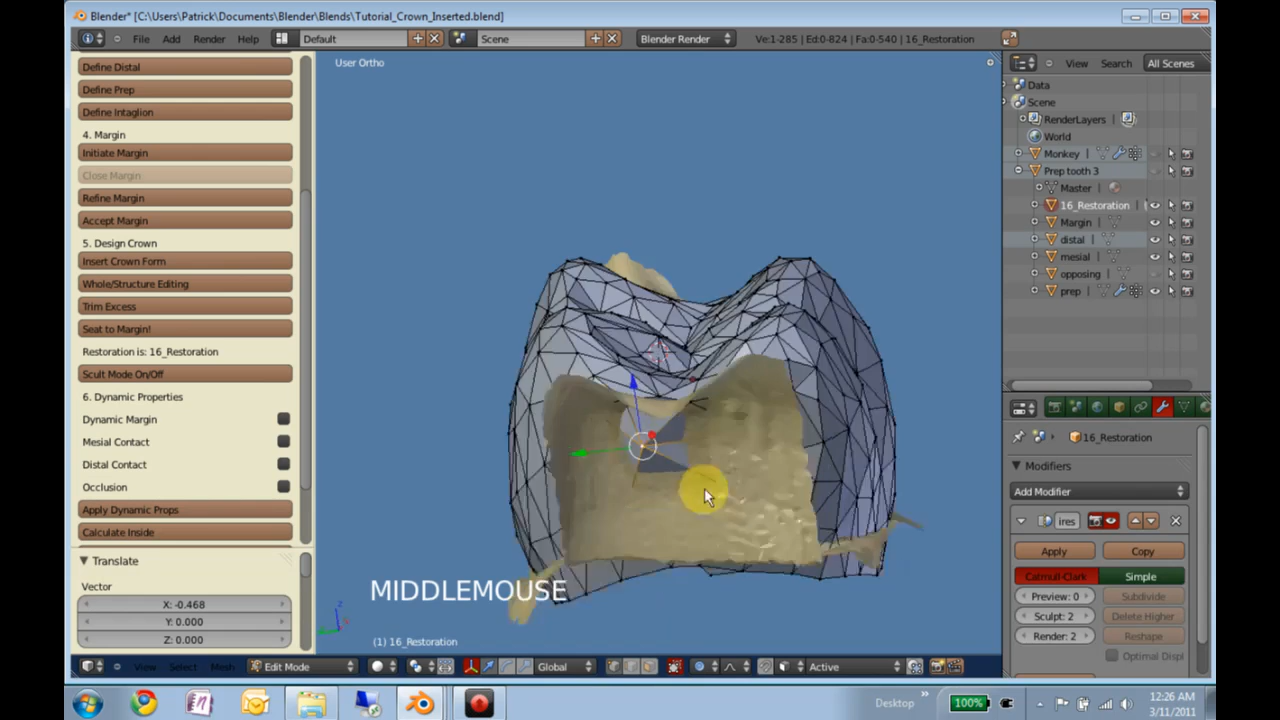 Blender* [C:\Users\Patrick\Documents\Blender\Blends\Tutorial_Crown_Inserted.blend]
File Add Render Help Default Scene Blender Render Ve:1-285 | Ed:0-824 | Fa:0-540 | 16_Restoration
Define Distal
Define Prep
Define Intaglion
4. Margin
Initiate Margin
Close Margin
Refine Margin
Accept Margin
5. Design Crown
Insert Crown Form
Whole/Structure Editing
Trim Excess
Seat to Margin!
Restoration is: 16_Restoration
Scult Mode On/Off
6. Dynamic Properties
Dynamic Margin
Mesial Contact
Distal Contact
Occlusion
Apply Dynamic Props
Calculate Inside
Translate
Vector
X: -0.468
Y: 0.000
Z: 0.000
User Ortho
MIDDLEMOUSE
(1) 16_Restoration
View Select Mesh Edit Mode Global Active
View Search All Scenes
Data
Scene
RenderLayers
World
Monkey
Prep tooth 3
Master
16_Restoration
Margin
distal
mesial
opposing
prep
16_Restoration
Modifiers
Add Modifier
ires
Apply Copy
Catmull-Clark Simple
Preview: 0 Subdivide
Sculpt: 2 Delete Higher
Render: 2 Reshape
Optimal Displ
Desktop
100%
12:26 AM
3/11/2011